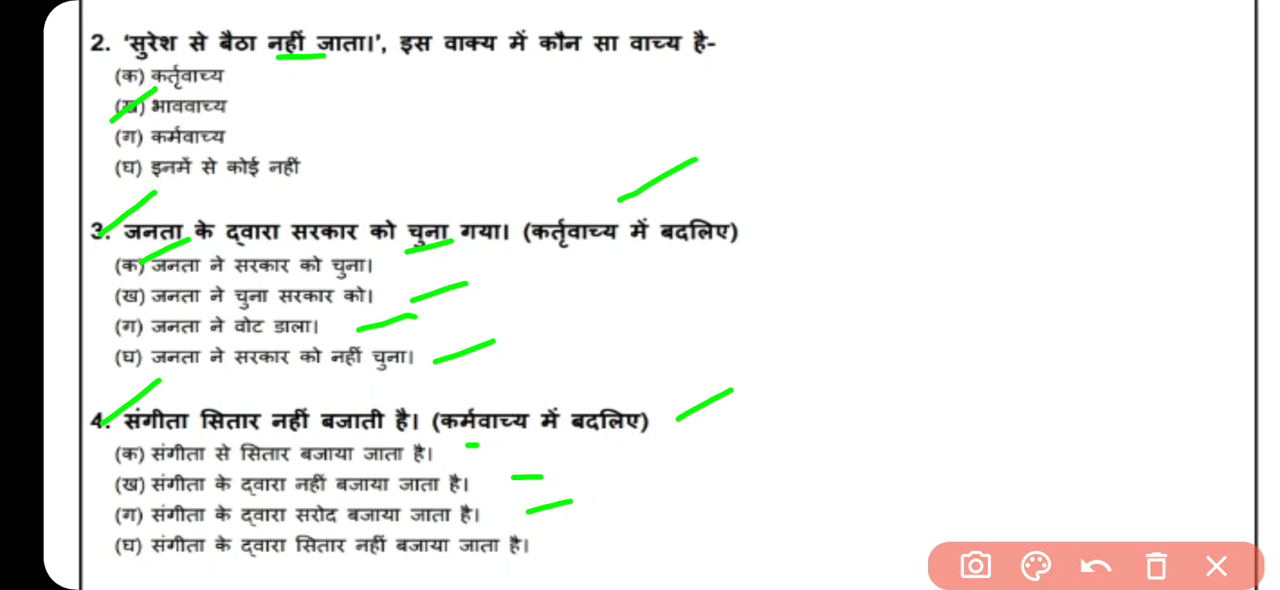 2. 'सुरेश से बैठा नहीं जाता।', इस वाक्य में कौन सा वाच्य है-
(क) कर्तृवाच्य
(ख) भाववाच्य
(ग) कर्मवाच्य
(घ) इनमें से कोई नहीं
3. जनता के द्वारा सरकार को चुना गया। (कर्तृवाच्य में बदलिए)
(क) जनता ने सरकार को चुना।
(ख) जनता ने चुना सरकार को।
(ग) जनता ने वोट डाला।
(घ) जनता ने सरकार को नहीं चुना।
4. संगीता सितार नहीं बजाती है। (कर्मवाच्य में बदलिए)
(क) संगीता से सितार बजाया जाता है।
(ख) संगीता के द्वारा नहीं बजाया जाता है।
(ग) संगीता के द्वारा सरोद बजाया जाता है।
(घ) संगीता के द्वारा सितार नहीं बजाया जाता है।